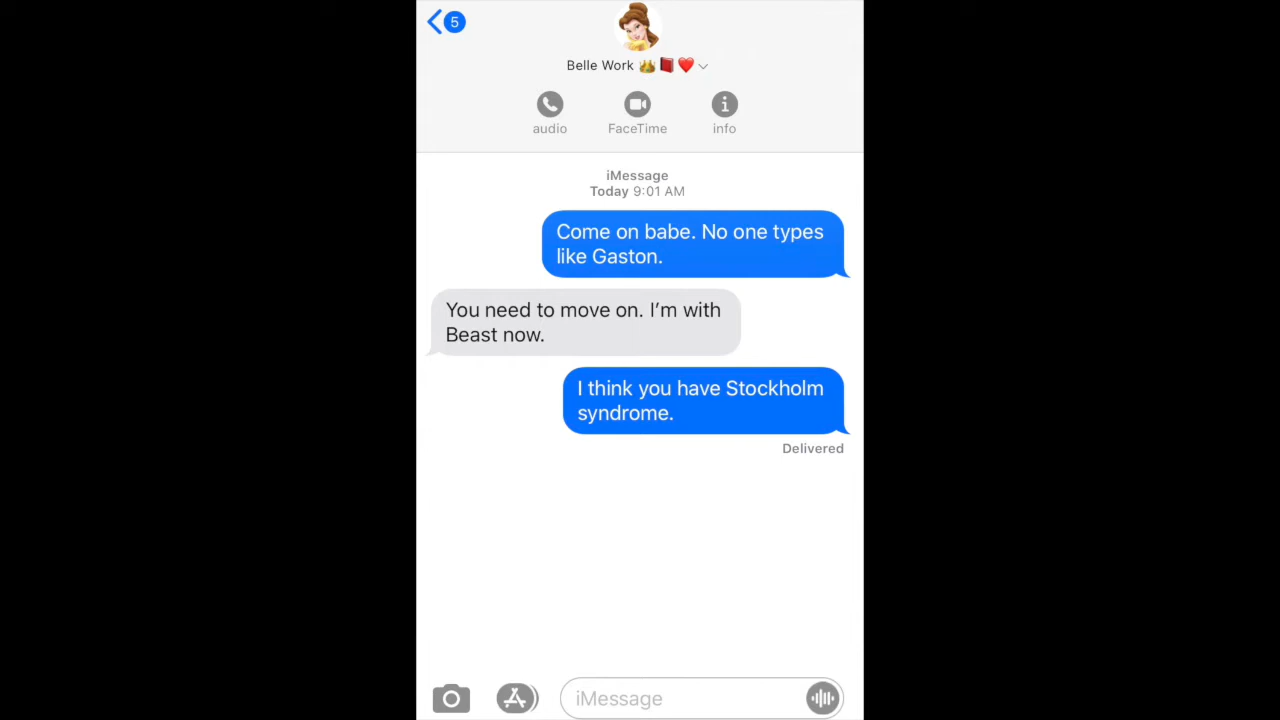 5
Belle Work 👑📕❤️
audio FaceTime info
iMessage
Today 9:01 AM
Come on babe. No one types
like Gaston.
You need to move on. I’m with
Beast now.
I think you have Stockholm
syndrome.
Delivered
iMessage